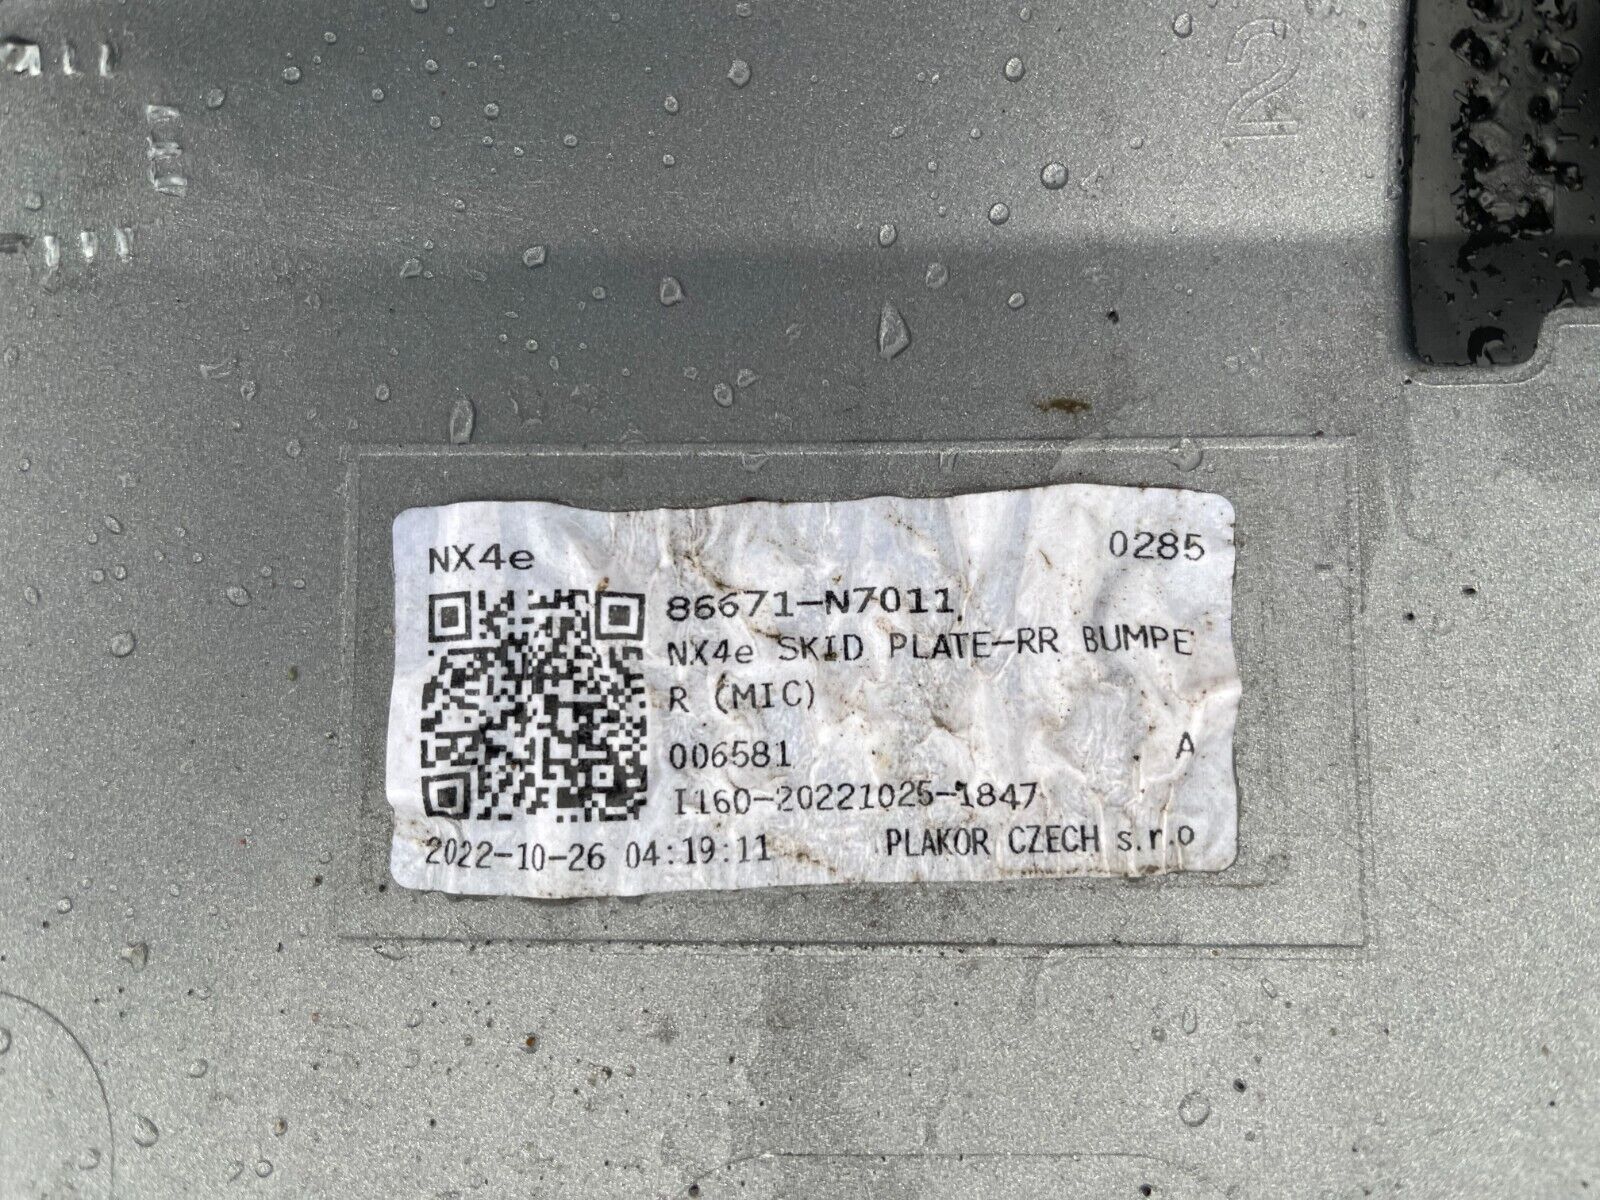 2
NX4e 0285
86671-N7011
NX4e SKID PLATE-RR BUMPE
R (MIC)
006581 A
I160-20221025-1847
2022-10-26 04:19:11 PLAKOR CZECH s.r.o